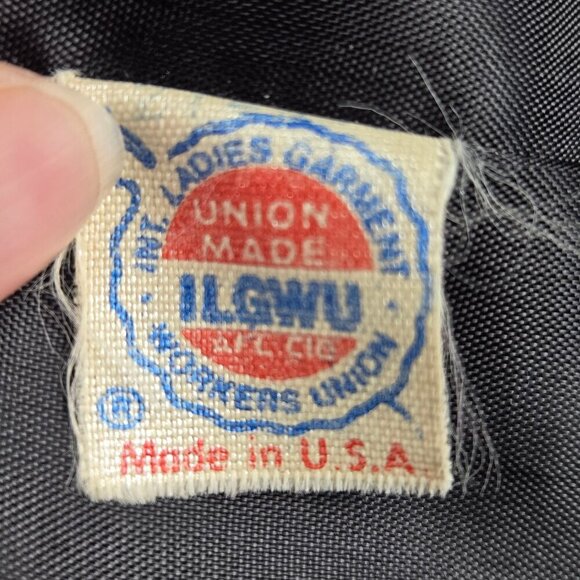 INT. LADIES GARMENT
UNION
MADE
ILGWU
AFL CIO
WORKERS UNION
®
Made in U.S.A.